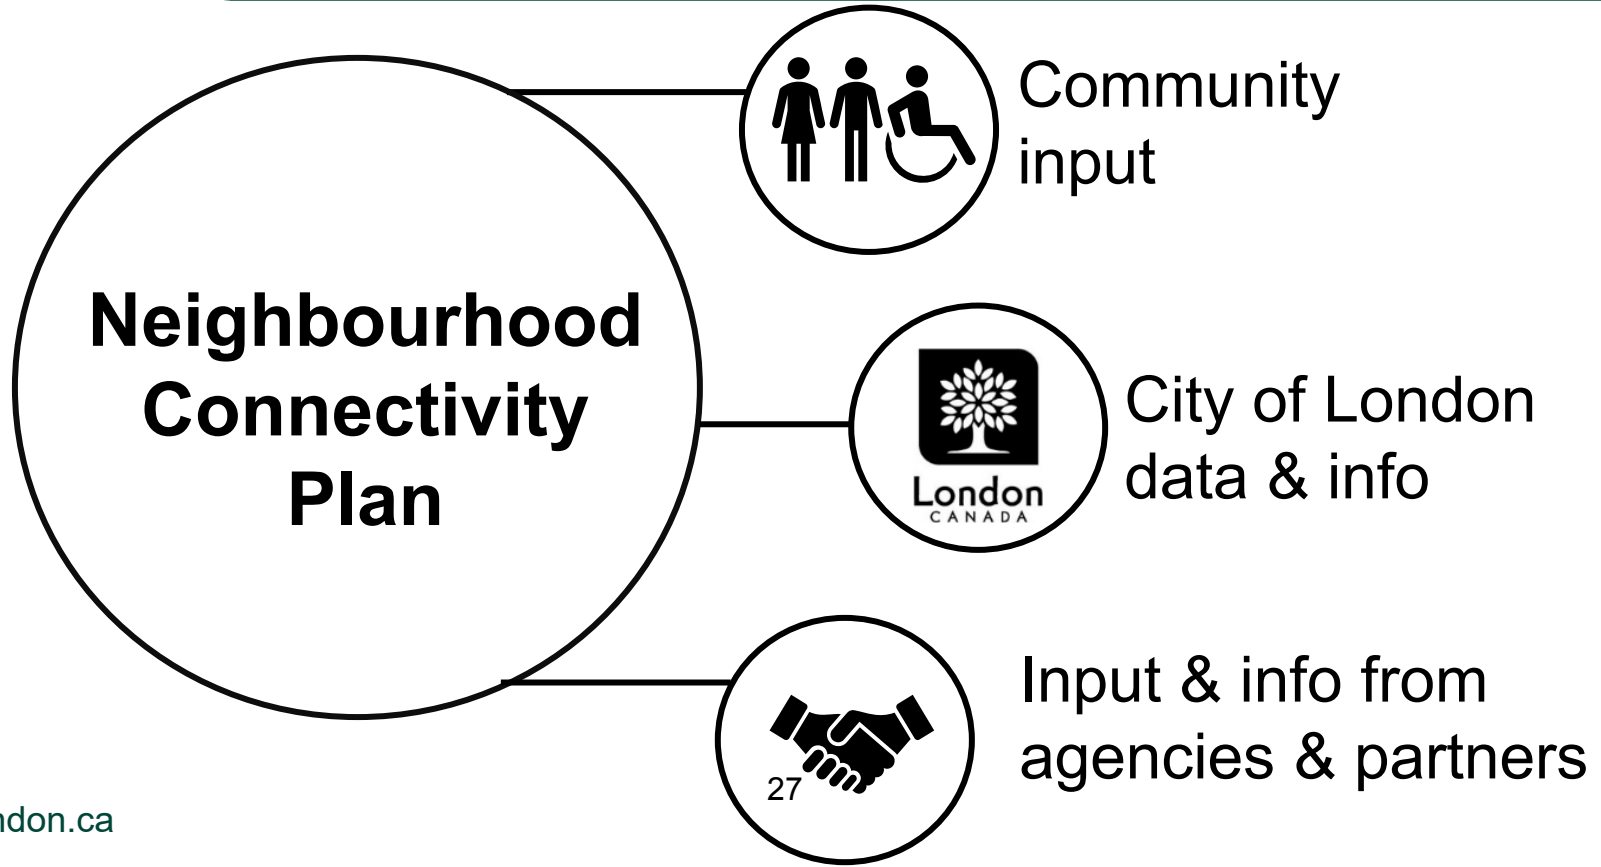 Community
input
Neighbourhood
Connectivity
Plan
London
CANADA
City of London
data & info
Input & info from
agencies & partners
27
ndon.ca